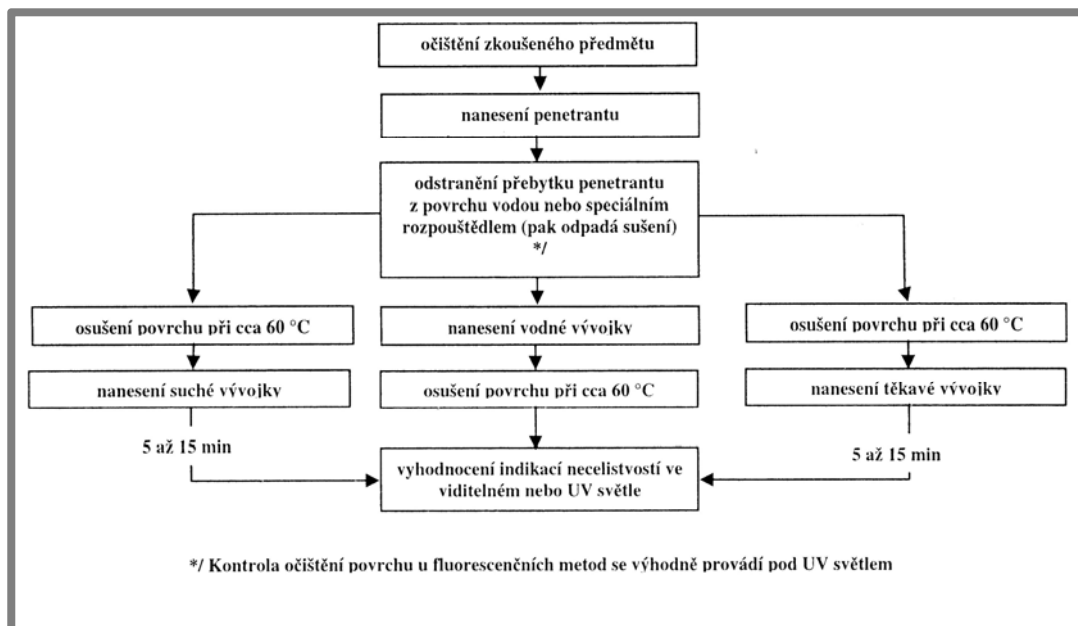 očištění zkoušeného předmětu
nanesení penetrantu
odstranění přebytku penetrantu
z povrchu vodou nebo speciálním
rozpouštědlem (pak odpadá sušení)
*/
osušení povrchu při cca 60 °C
nanesení vodné vývojky
osušení povrchu při cca 60 °C
nanesení suché vývojky
osušení povrchu při cca 60 °C
nanesení těkavé vývojky
5 až 15 min
5 až 15 min
vyhodnocení indikací necelistvostí ve
viditelném nebo UV světle
*/ Kontrola očištění povrchu u fluorescenčních metod se výhodně provádí pod UV světlem